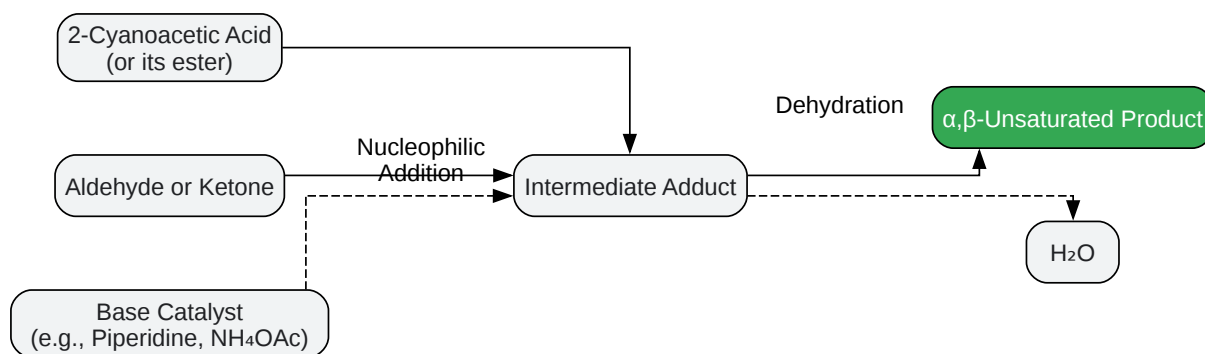 2-Cyanoacetic Acid
(or its ester)
Dehydration
α,β-Unsaturated Product
Nucleophilic
Addition
Aldehyde or Ketone
Intermediate Adduct
H₂O
Base Catalyst
(e.g., Piperidine, NH₄OAc)